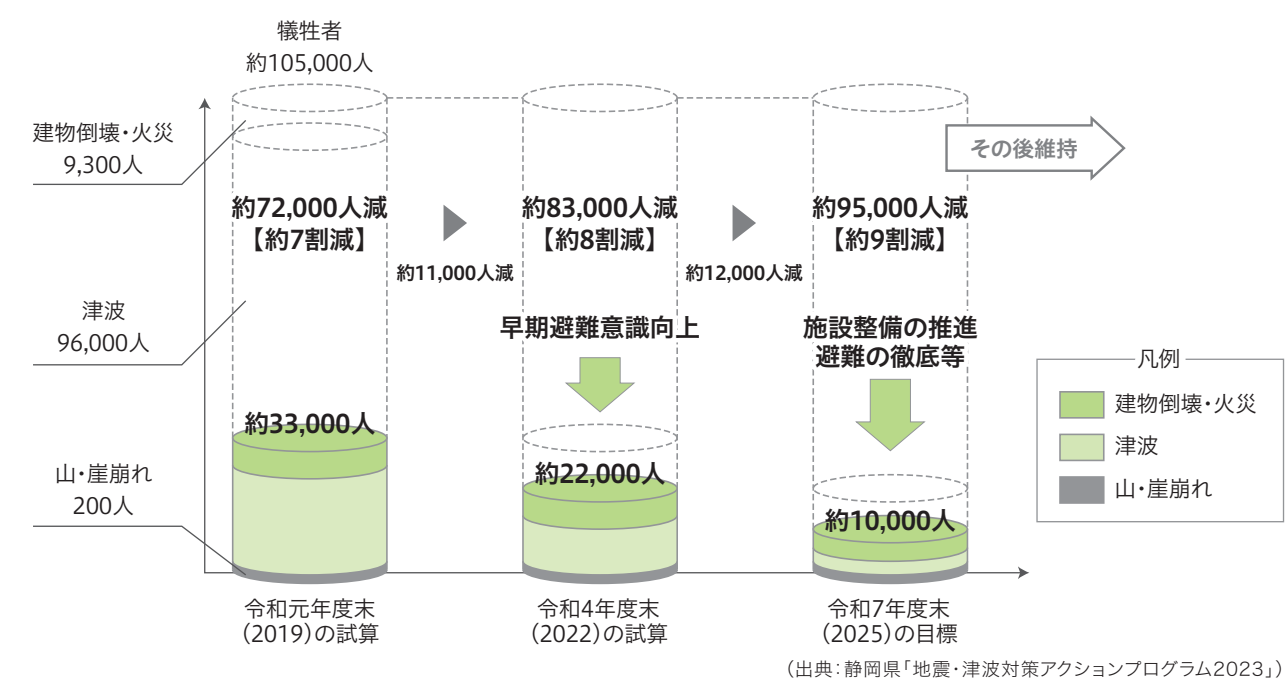 犠牲者
約105,000人
建物倒壊・火災
9,300人
津波
96,000人
山・崖崩れ
200人
約72,000人減
【約7割減】
約33,000人
約11,000人減
約83,000人減
【約8割減】
早期避難意識向上
約22,000人
約12,000人減
約95,000人減
【約9割減】
施設整備の推進
避難の徹底等
約10,000人
その後維持
凡例
建物倒壊・火災
津波
山・崖崩れ
令和元年度末
(2019)の試算
令和4年度末
(2022)の試算
令和7年度末
(2025)の目標
(出典:静岡県「地震・津波対策アクションプログラム2023」)